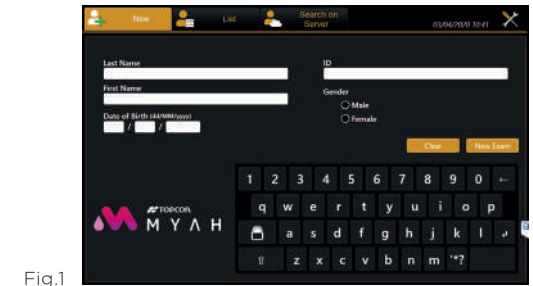 New
List
Search on
Server
03/06/2020 10:41
Last Name
ID
First Name
Gender
Male
Female
Date of Birth (dd/MM/yyyy)
/ /
Clear
New Exam
1 2 3 4 5 6 7 8 9 0 ←
q w e r t y u i o p
a s d f g h j k l
z x c v b n m '*?
TOPCON
MYAH
Fig.1